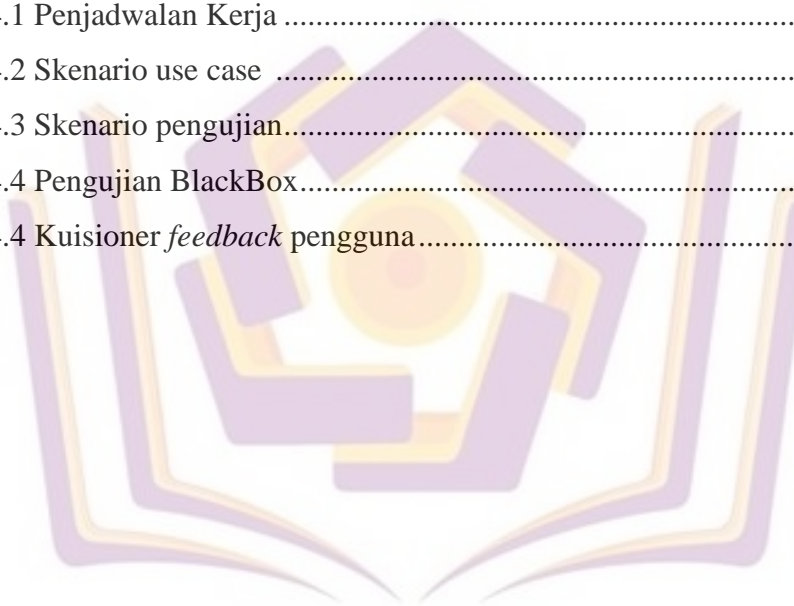 .1 Penjadwalan Kerja ..................................................................
.2 Skenario use case ..................................................................
.3 Skenario pengujian..................................................................
.4 Pengujian BlackBox..................................................................
.4 Kuisioner feedback pengguna..................................................